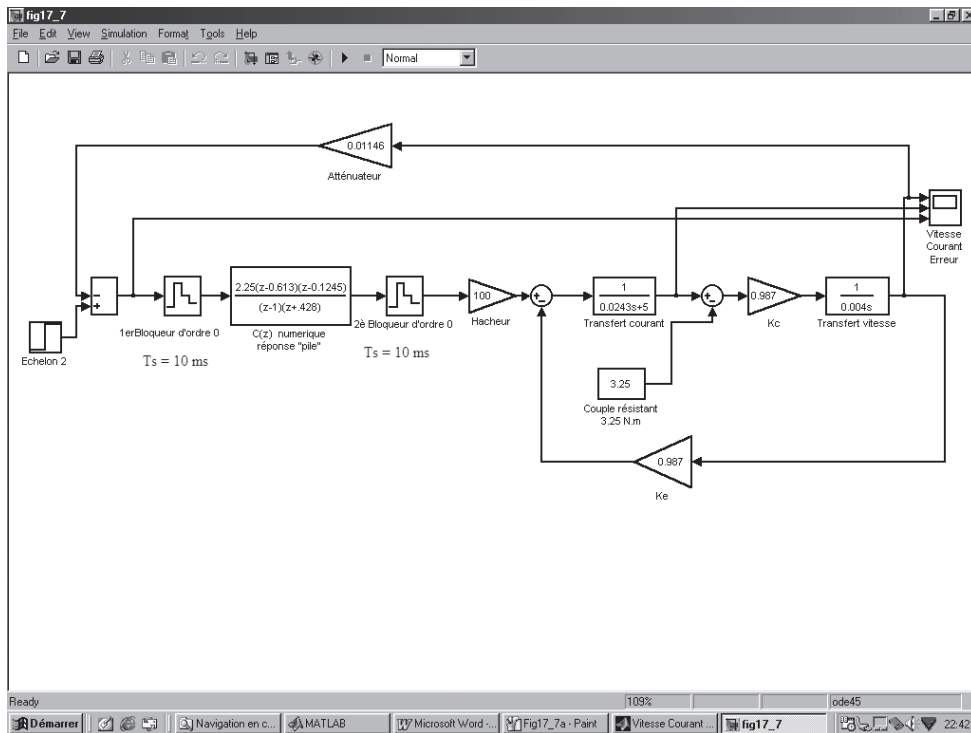 fig17_7
File Edit View Simulation Format Tools Help
Normal
0.01146
Atténuateur
Vitesse
Courant
Erreur
2.25(z-0.613)(z-0.1245)
(z-1)(z+.428)
100
1
0.0243s+5
0.987
1
0.004s
1erBloqueur d'ordre 0
C(z) numerique
réponse "pile"
2è Bloqueur d'ordre 0
Hacheur
Transfert courant
Kc
Transfert vitesse
Echelon 2
Ts = 10 ms
Ts = 10 ms
3.25
Couple résistant
3.25 N.m
0.987
Ke
Ready
109%
ode45
Démarrer
Navigation en c...
MATLAB
Microsoft Word -...
Fig17_7a - Paint
Vitesse Courant ...
fig17_7
22:42